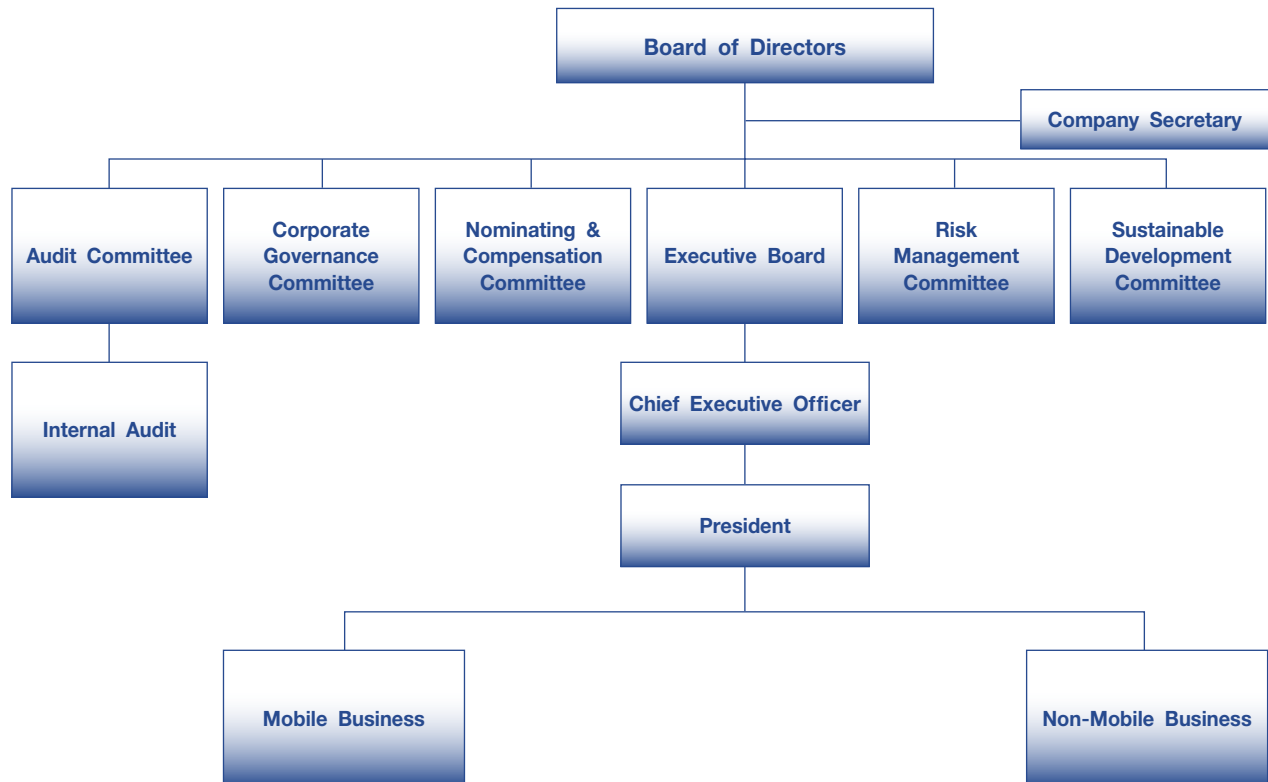 Board of Directors
Company Secretary
Audit Committee
Corporate
Governance
Committee
Nominating &
Compensation
Committee
Executive Board
Risk
Management
Committee
Sustainable
Development
Committee
Internal Audit
Chief Executive Officer
President
Mobile Business
Non-Mobile Business